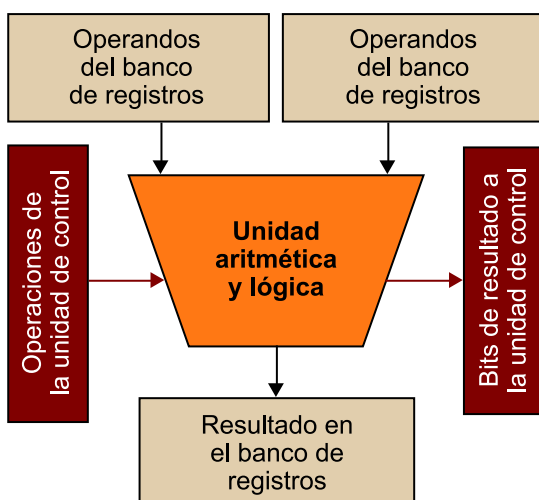 Operandos
del banco
de registros
Operandos
del banco
de registros
Operaciones de
la unidad de control
Unidad
aritmética
y lógica
Bits de resultado a
la unidad de control
Resultado en
el banco de
registros